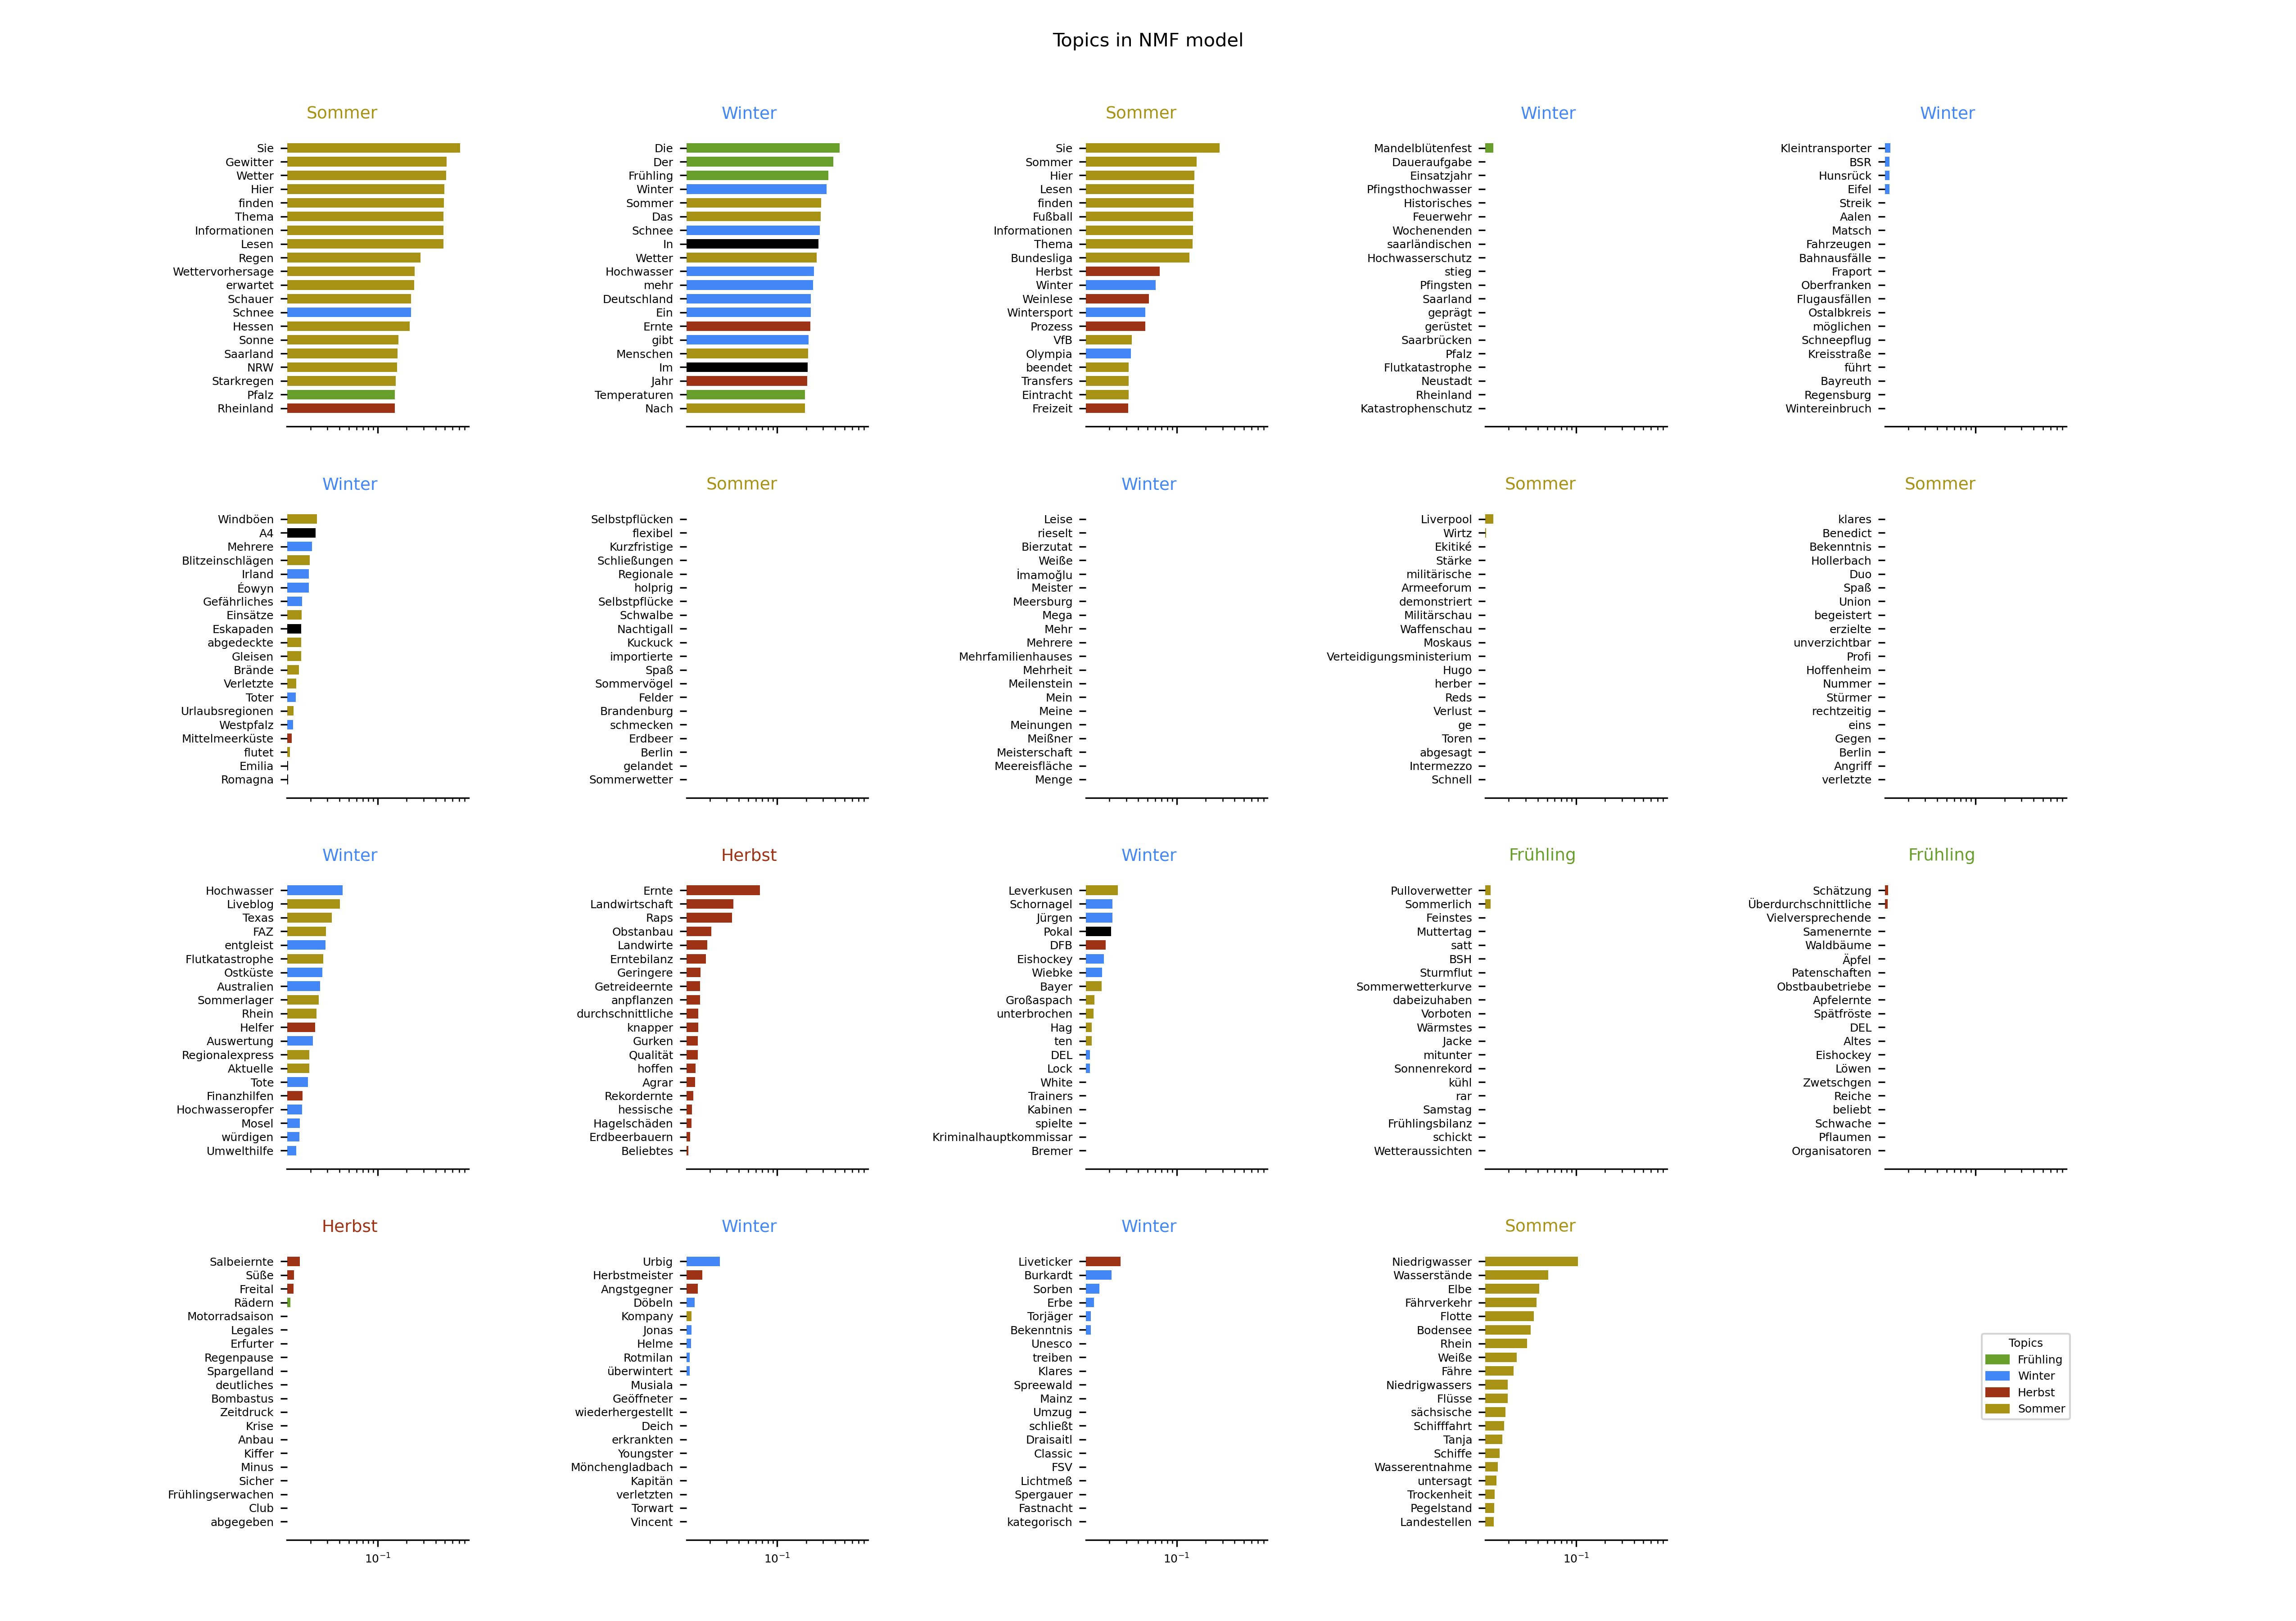 Topics in NMF model
Sommer
Sie
Gewitter
Wetter
Hier
finden
Thema
Informationen
Lesen
Regen
Wettervorhersage
erwartet
Schauer
Schnee
Hessen
Sonne
Saarland
NRW
Starkregen
Pfalz
Rheinland
Winter
Die
Der
Frühling
Winter
Sommer
Das
Schnee
In
Wetter
Hochwasser
mehr
Deutschland
Ein
Ernte
gibt
Menschen
Im
Jahr
Temperaturen
Nach
Sommer
Sie
Sommer
Hier
Lesen
finden
Fußball
Informationen
Thema
Bundesliga
Herbst
Winter
Weinlese
Wintersport
Prozess
VfB
Olympia
beendet
Transfers
Eintracht
Freizeit
Winter
Mandelblütenfest
Daueraufgabe
Einsatzjahr
Pfingsthochwasser
Historisches
Feuerwehr
Wochenenden
saarländischen
Hochwasserschutz
stieg
Pfingsten
Saarland
geprägt
gerüstet
Saarbrücken
Pfalz
Flutkatastrophe
Neustadt
Rheinland
Katastrophenschutz
Winter
Kleintransporter
BSR
Hunsrück
Eifel
Streik
Aalen
Matsch
Fahrzeugen
Bahnausfälle
Fraport
Oberfranken
Flugausfällen
Ostalbkreis
möglichen
Schneepflug
Kreisstraße
führt
Bayreuth
Regensburg
Wintereinbruch
Winter
Windböen
A4
Mehrere
Blitzeinschlägen
Irland
Éowyn
Gefährliches
Einsätze
Eskapaden
abgedeckte
Gleisen
Brände
Verletzte
Toter
Urlaubsregionen
Westpfalz
Mittelmeerküste
flutet
Emilia
Romagna
Sommer
Selbstpflücken
flexibel
Kurzfristige
Schließungen
Regionale
holprig
Selbstpflücke
Schwalbe
Nachtigall
Kuckuck
importierte
Spaß
Sommervögel
Felder
Brandenburg
schmecken
Erdbeer
Berlin
gelandet
Sommerwetter
Winter
Leise
rieselt
Bierzutat
Weiße
İmamoğlu
Meister
Meersburg
Mega
Mehr
Mehrere
Mehrfamilienhauses
Mehrheit
Meilenstein
Mein
Meine
Meinungen
Meißner
Meisterschaft
Meereisfläche
Menge
Sommer
Liverpool
Wirtz
Ekitiké
Stärke
militärische
Armeeforum
demonstriert
Militärschau
Waffenschau
Moskaus
Verteidigungsministerium
Hugo
herber
Reds
Verlust
ge
Toren
abgesagt
Intermezzo
Schnell
Sommer
klares
Benedict
Bekenntnis
Hollerbach
Duo
Spaß
Union
begeistert
erzielte
unverzichtbar
Profi
Hoffenheim
Nummer
Stürmer
rechtzeitig
eins
Gegen
Berlin
Angriff
verletzte
Winter
Hochwasser
Liveblog
Texas
FAZ
entgleist
Flutkatastrophe
Ostküste
Australien
Sommerlager
Rhein
Helfer
Auswertung
Regionalexpress
Aktuelle
Tote
Finanzhilfen
Hochwasseropfer
Mosel
würdigen
Umwelthilfe
Herbst
Ernte
Landwirtschaft
Raps
Obstanbau
Landwirte
Erntebilanz
Geringere
Getreideernte
anpflanzen
durchschnittliche
knapper
Gurken
Qualität
hoffen
Agrar
Rekordernte
hessische
Hagelschäden
Erdbeerbauern
Beliebtes
Winter
Leverkusen
Schornagel
Jürgen
Pokal
DFB
Eishockey
Wiebke
Bayer
Großaspach
unterbrochen
Hag
ten
DEL
Lock
White
Trainers
Kabinen
spielte
Kriminalhauptkommissar
Bremer
Frühling
Pulloverwetter
Sommerlich
Feinstes
Muttertag
satt
BSH
Sturmflut
Sommerwetterkurve
dabeizuhaben
Vorboten
Wärmstes
Jacke
mitunter
Sonnenrekord
kühl
rar
Samstag
Frühlingsbilanz
schickt
Wetteraussichten
Frühling
Schätzung
Überdurchschnittliche
Vielversprechende
Samenernte
Waldbäume
Äpfel
Patenschaften
Obstbaubetriebe
Apfelernte
Spätfröste
DEL
Altes
Eishockey
Löwen
Zwetschgen
Reiche
beliebt
Schwache
Pflaumen
Organisatoren
Herbst
Salbeiernte
Süße
Freital
Rädern
Motorradsaison
Legales
Erfurter
Regenpause
Spargelland
deutliches
Bombastus
Zeitdruck
Krise
Anbau
Kiffer
Minus
Sicher
Frühlingserwachen
Club
abgegeben
10⁻¹
Winter
Urbig
Herbstmeister
Angstgegner
Döbeln
Kompany
Jonas
Helme
Rotmilan
überwintert
Musiala
Geöffneter
wiederhergestellt
Deich
erkrankten
Youngster
Mönchengladbach
Kapitän
verletzten
Torwart
Vincent
10⁻¹
Winter
Liveticker
Burkardt
Sorben
Erbe
Torjäger
Bekenntnis
Unesco
treiben
Klares
Spreewald
Mainz
Umzug
schließt
Draisaitl
Classic
FSV
Lichtmeß
Spergauer
Fastnacht
kategorisch
10⁻¹
Sommer
Niedrigwasser
Wasserstände
Elbe
Fährverkehr
Flotte
Bodensee
Rhein
Weiße
Fähre
Niedrigwassers
Flüsse
sächsische
Schifffahrt
Tanja
Schiffe
Wasserentnahme
untersagt
Trockenheit
Pegelstand
Landestellen
10⁻¹
Topics
Frühling
Winter
Herbst
Sommer